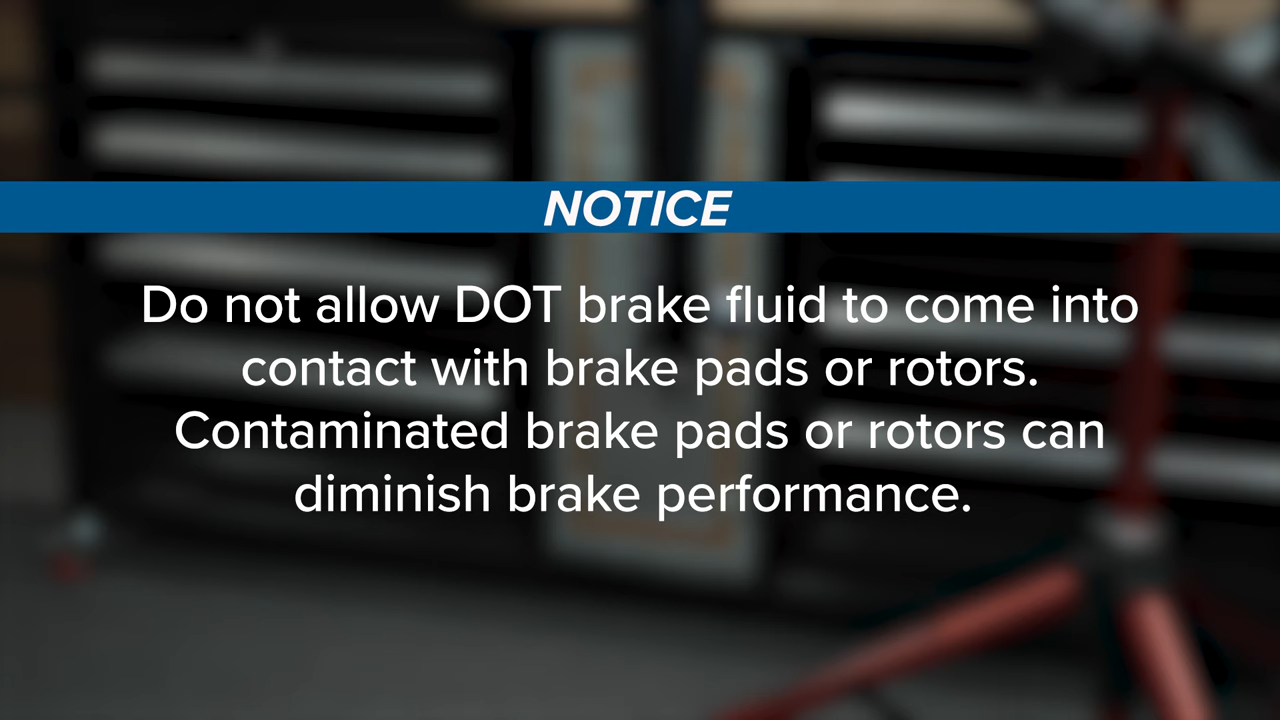 NOTICE
Do not allow DOT brake fluid to come into
contact with brake pads or rotors.
Contaminated brake pads or rotors can
diminish brake performance.